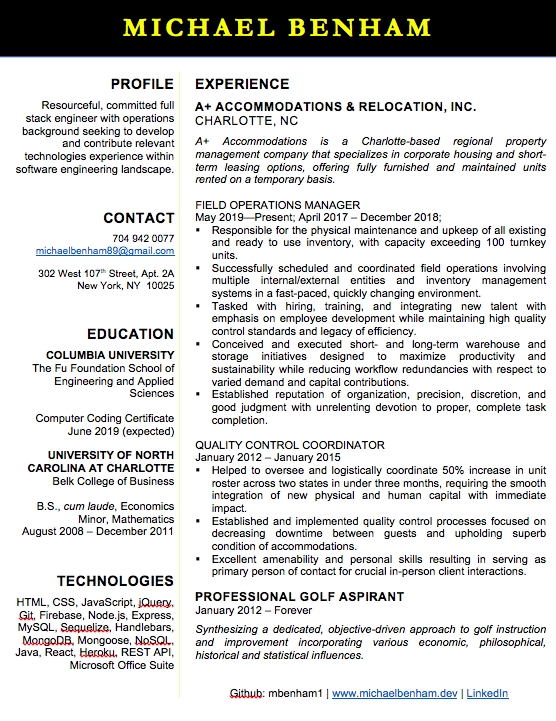 MICHAEL BENHAM
PROFILE
Resourceful, committed full
stack engineer with operations
background seeking to develop
and contribute relevant
technologies experience within
software engineering landscape.
CONTACT
704 942 0077
michaelbenham89@gmail.com
302 West 107th Street, Apt. 2A
New York, NY 10025
EDUCATION
COLUMBIA UNIVERSITY
The Fu Foundation School of
Engineering and Applied
Sciences
Computer Coding Certificate
June 2019 (expected)
UNIVERSITY OF NORTH
CAROLINA AT CHARLOTTE
Belk College of Business
B.S., cum laude, Economics
Minor, Mathematics
August 2008 – December 2011
TECHNOLOGIES
HTML, CSS, JavaScript, jQuery,
Git, Firebase, Node.js, Express,
MySQL, Sequelize, Handlebars,
MongoDB, Mongoose, NoSQL,
Java, React, Heroku, REST API,
Microsoft Office Suite
EXPERIENCE
A+ ACCOMMODATIONS & RELOCATION, INC.
CHARLOTTE, NC
A+ Accommodations is a Charlotte-based regional property
management company that specializes in corporate housing and short-
term leasing options, offering fully furnished and maintained units
rented on a temporary basis.
FIELD OPERATIONS MANAGER
May 2019—Present; April 2017 – December 2018;
▪ Responsible for the physical maintenance and upkeep of all existing
and ready to use inventory, with capacity exceeding 100 turnkey
units.
▪ Successfully scheduled and coordinated field operations involving
multiple internal/external entities and inventory management
systems in a fast-paced, quickly changing environment.
▪ Tasked with hiring, training, and integrating new talent with
emphasis on employee development while maintaining high quality
control standards and legacy of efficiency.
▪ Conceived and executed short- and long-term warehouse and
storage initiatives designed to maximize productivity and
sustainability while reducing workflow redundancies with respect to
varied demand and capital contributions.
▪ Established reputation of organization, precision, discretion, and
good judgment with unrelenting devotion to proper, complete task
completion.
QUALITY CONTROL COORDINATOR
January 2012 – January 2015
▪ Helped to oversee and logistically coordinate 50% increase in unit
roster across two states in under three months, requiring the smooth
integration of new physical and human capital with immediate
impact.
▪ Established and implemented quality control processes focused on
decreasing downtime between guests and upholding superb
condition of accommodations.
▪ Excellent amenability and personal skills resulting in serving as
primary person of contact for crucial in-person client interactions.
PROFESSIONAL GOLF ASPIRANT
January 2012 – Forever
Synthesizing a dedicated, objective-driven approach to golf instruction
and improvement incorporating various economic, philosophical,
historical and statistical influences.
Github: mbenham1 | www.michaelbenham.dev | LinkedIn